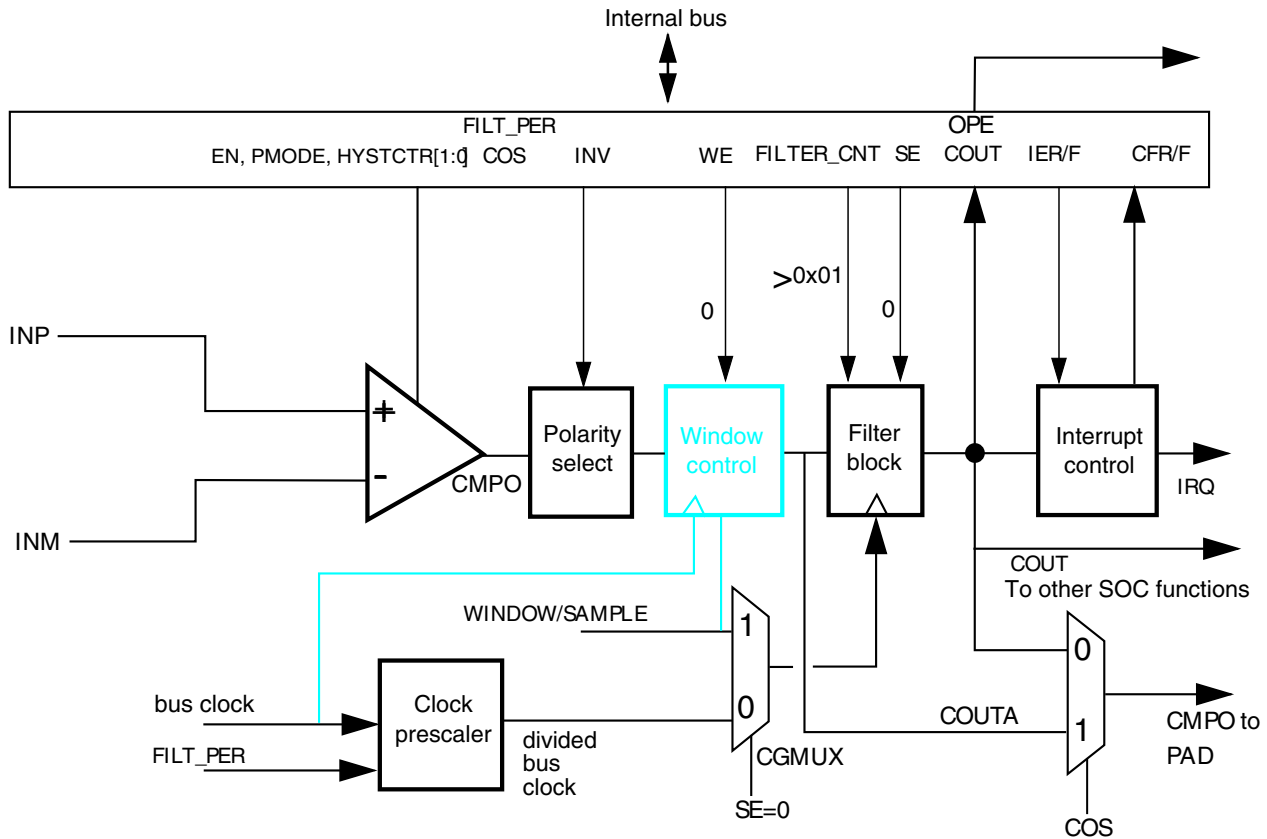 Internal bus
FILT_PER
OPE
EN, PMODE, HYSTCTR[1:0] COS INV WE FILTER_CNT SE COUT IER/F CFR/F
>0x01
0
0
INP
+
-
CMPO
Polarity
select
Window
control
Filter
block
Interrupt
control
IRQ
INM
COUT
To other SOC functions
WINDOW/SAMPLE
1
0
0
1
bus clock
FILT_PER
Clock
prescaler
divided
bus
clock
CGMUX
SE=0
COUTA
CMPO to
PAD
COS